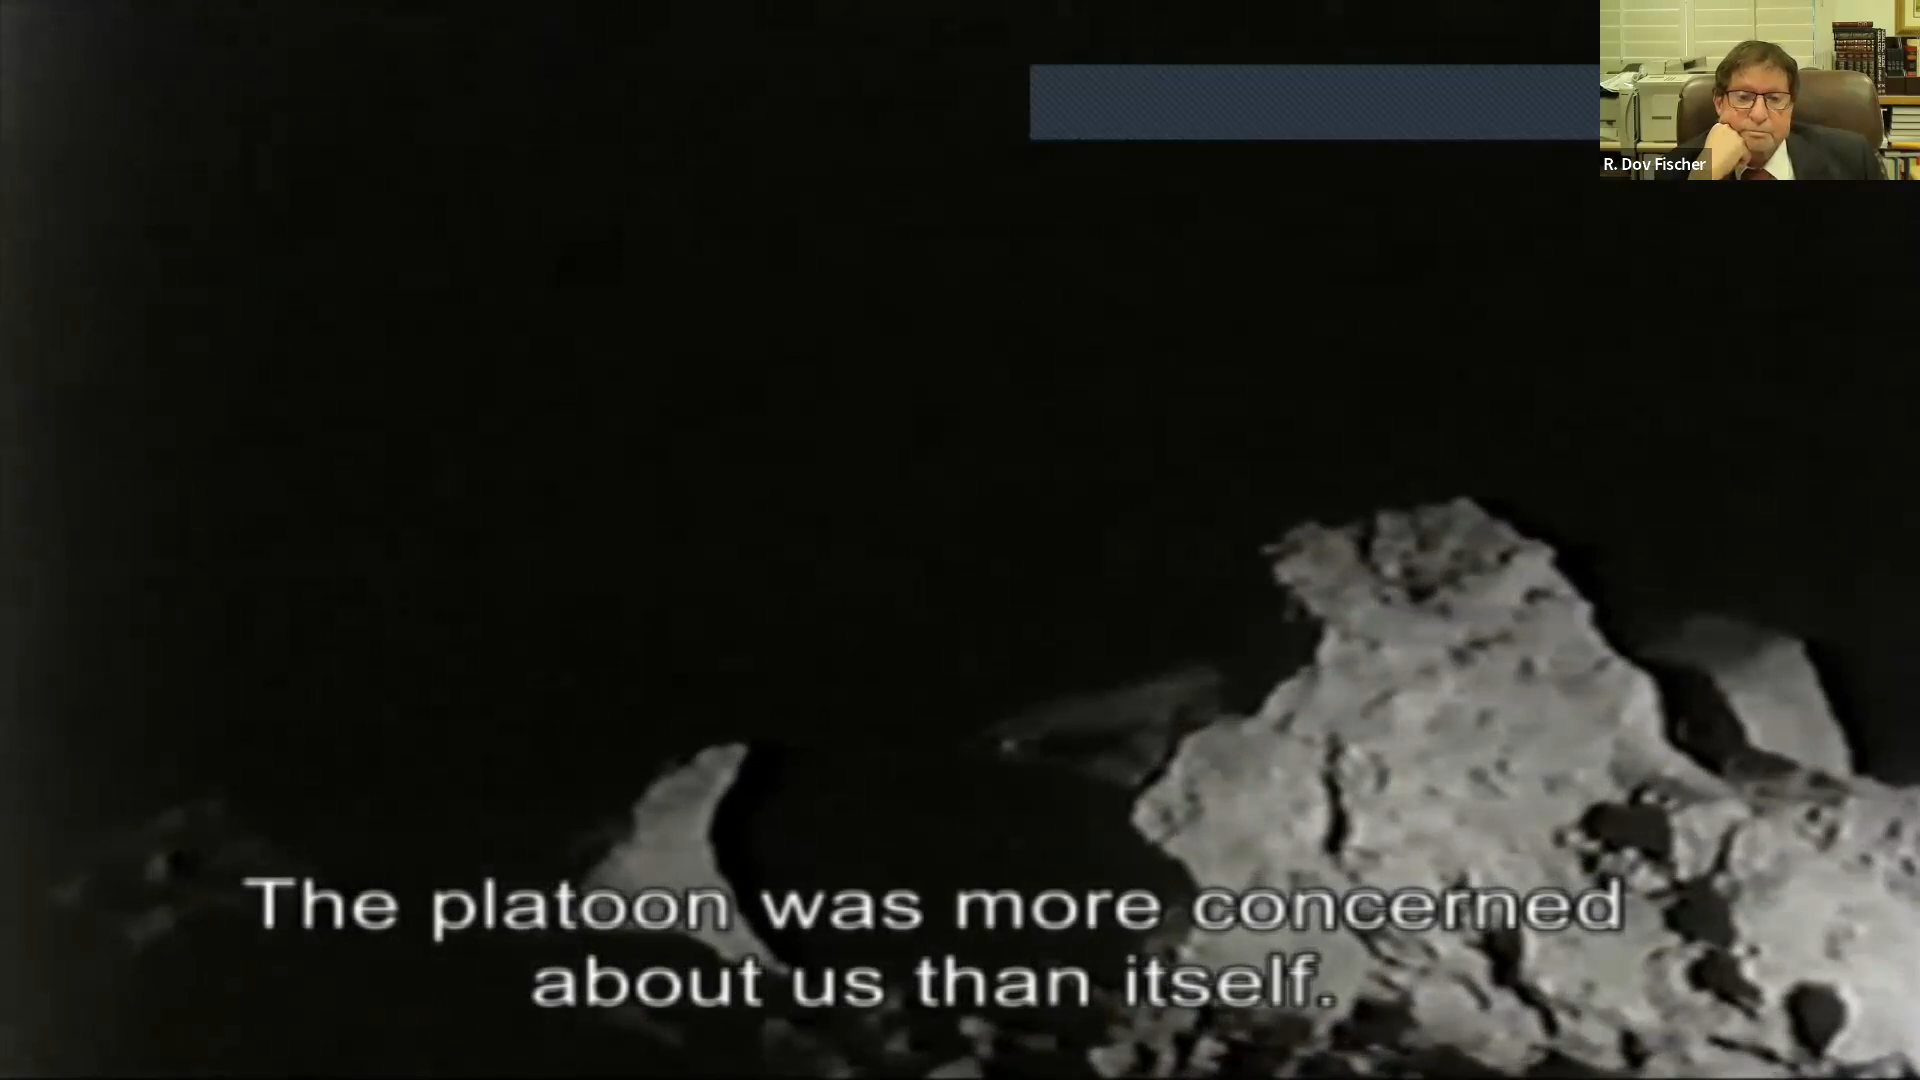 R. Dov Fischer
The platoon was more concerned
about us than itself.